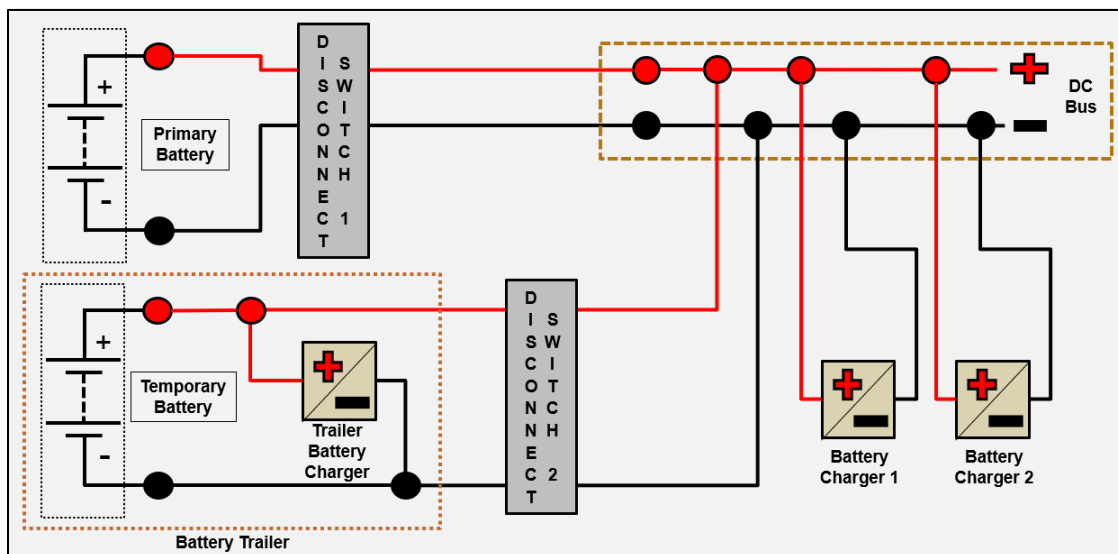 DISCONNECT
SWITCH 1
+
Primary
Battery
-
+
DC
Bus
-
+
Temporary
Battery
-
+
-
Trailer
Battery
Charger
DISCONNECT
SWITCH 2
+
-
Battery
Charger 1
+
-
Battery
Charger 2
Battery Trailer